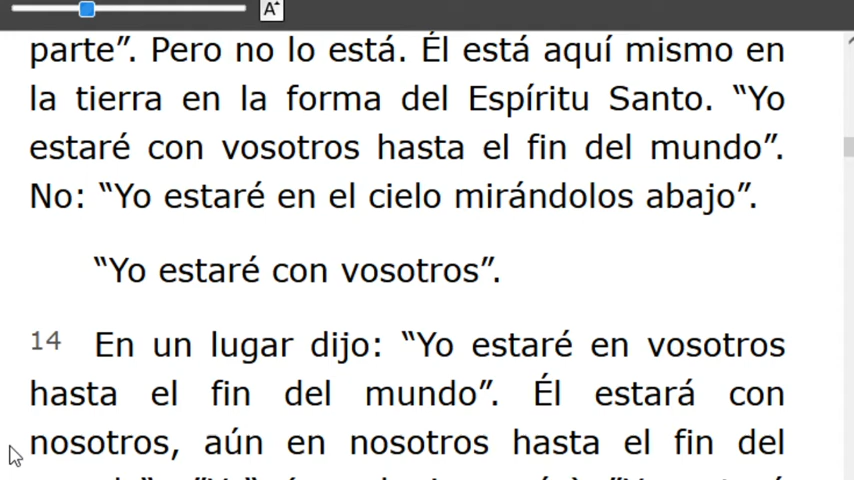 A
parte”. Pero no lo está. Él está aquí mismo en
la tierra en la forma del Espíritu Santo. “Yo
estaré con vosotros hasta el fin del mundo”.
No: “Yo estaré en el cielo mirándolos abajo”.
“Yo estaré con vosotros”.
14 En un lugar dijo: “Yo estaré en vosotros
hasta el fin del mundo”. Él estará con
nosotros, aún en nosotros hasta el fin del